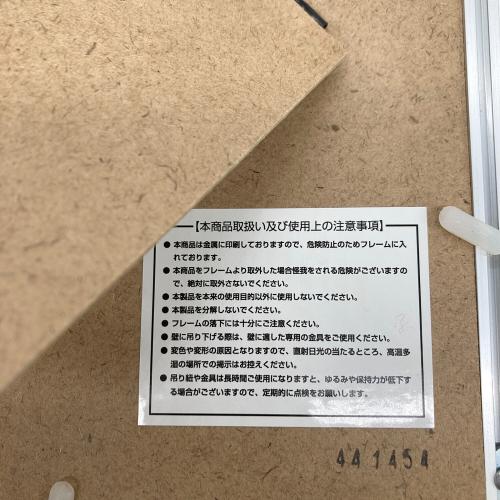 【本商品取扱い及び使用上の注意事項】
● 本商品は金属に印刷しておりますので、危険防止のためフレームに入
れております。
● 本商品をフレームより取外した場合怪我をされる危険がございますの
で、絶対に取外さないでください。
● 本製品を本来の使用目的以外に使用しないでください。
● 本製品を分解しないでください。
● フレームの落下には十分にご注意ください。
● 壁に吊り下げる際は、壁に適した専用の金具をご使用ください。
● 変色や変形の原因となりますので、直射日光の当たるところ、高温多
湿の場所での掲示はお控えください。
● 吊り紐や金具は長時間ご使用になりますと、ゆるみや保持力が低下す
る場合がございますので、定期的に点検をお願いします。
441454